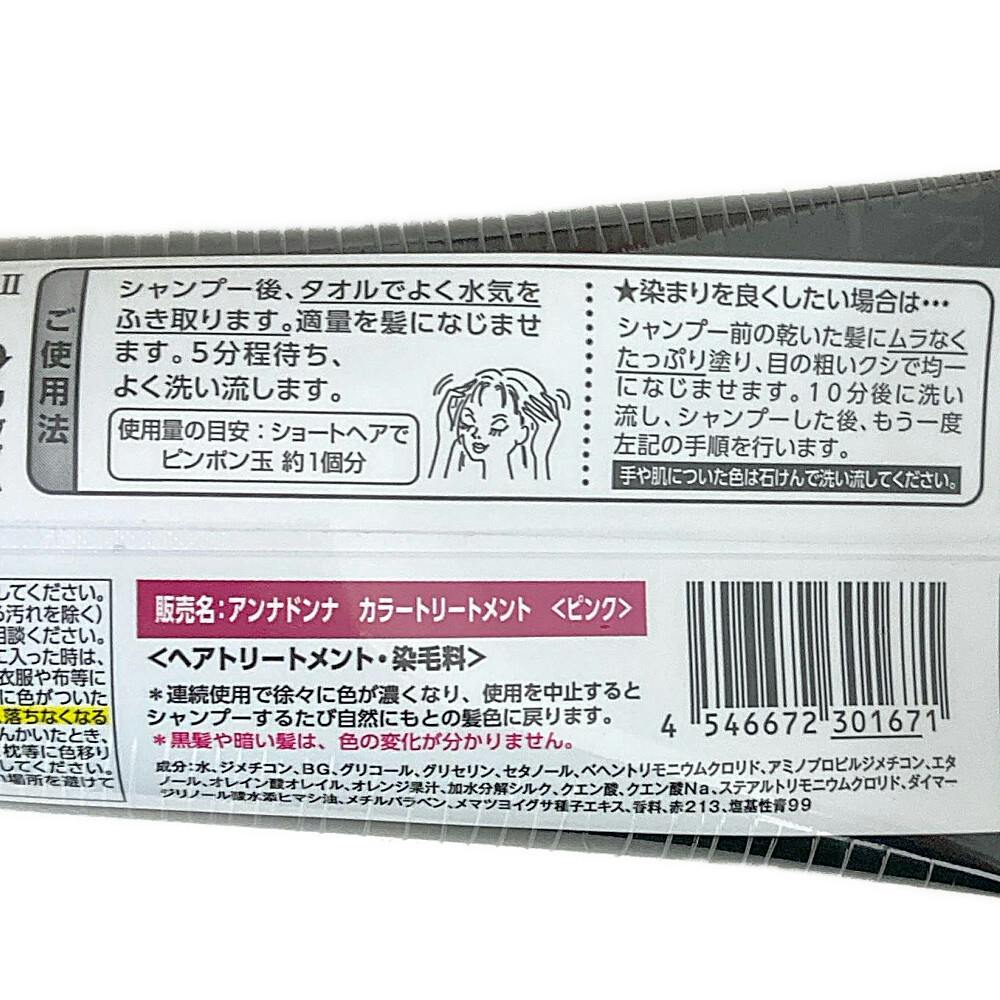 II
ご使用法
シャンプー後、タオルでよく水気を
ふき取ります。適量を髪になじませ
ます。5分程待ち、
よく洗い流します。
使用量の目安：ショートヘアで
ピンポン玉 約1個分
★染まりを良くしたい場合は…
シャンプー前の乾いた髪にムラなく
たっぷり塗り、目の粗いクシで均一
になじませます。10分後に洗い
流し、シャンプーした後、もう一度
左記の手順を行います。
手や肌についた色は石けんで洗い流してください。
してください。
る汚れを除く)
相談ください。
に入った時は、
衣服や布等に
に色がついた
落ちなくなる
んかいたとき、
枕等に色移り
してください。
い場所を避けて
販売名：アンナドンナ カラートリートメント ＜ピンク＞
＜ヘアトリートメント・染毛料＞
＊連続使用で徐々に色が濃くなり、使用を中止すると
シャンプーするたび自然にもとの髪色に戻ります。
＊黒髪や暗い髪は、色の変化が分かりません。
成分：水、ジメチコン、BG、グリコール、グリセリン、セタノール、ベヘントリモニウムクロリド、アミノプロピルジメチコン、エタ
ノール、オレイン酸オレイル、オレンジ果汁、加水分解シルク、クエン酸、クエン酸Na、ステアルトリモニウムクロリド、ダイマー
ジリノール酸水添ヒマシ油、メチルパラベン、メマツヨイグサ種子エキス、香料、赤213、塩基性青99
4 546672 301671